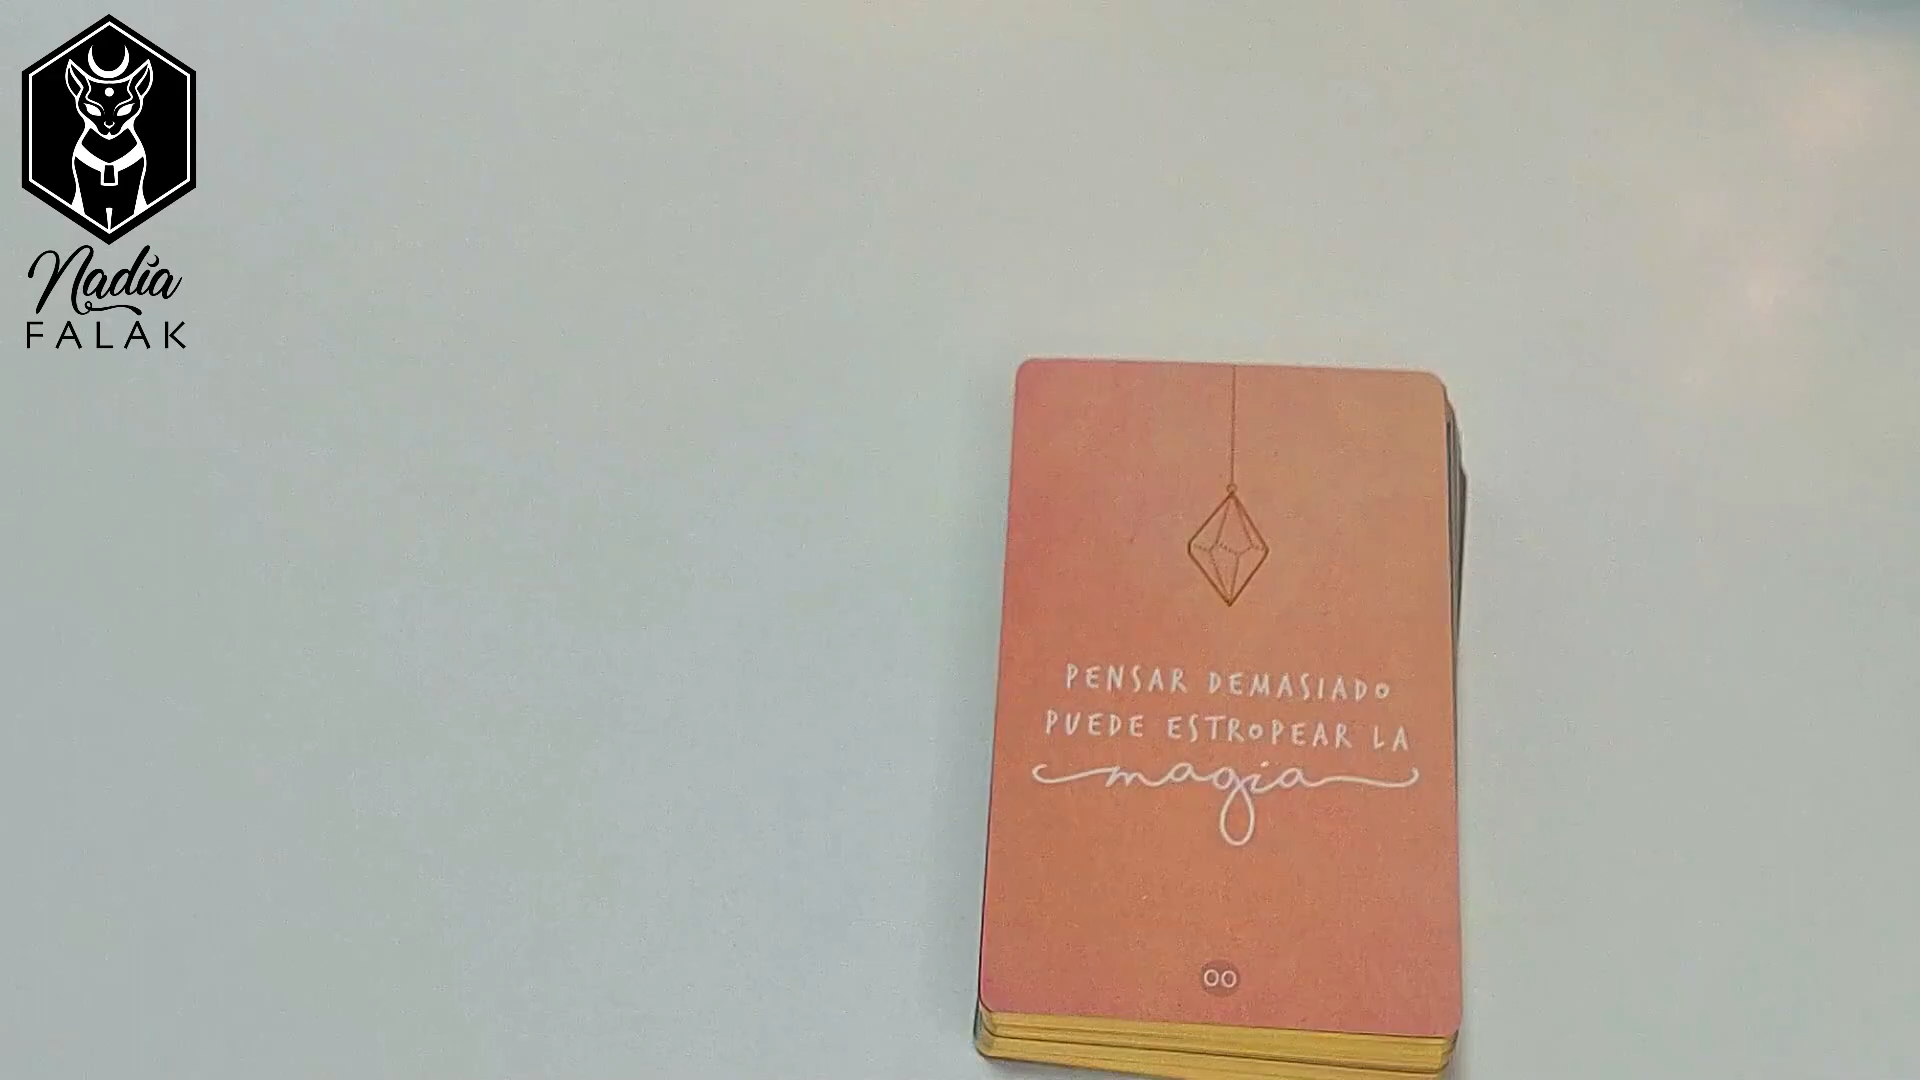 Nadia
FALAK
PENSAR DEMASIADO
PUEDE ESTROPEAR LA
magia
00